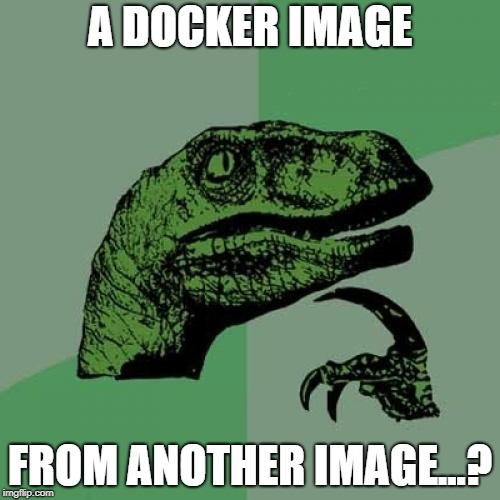 A DOCKER IMAGE
FROM ANOTHER IMAGE...?
imgflip.com